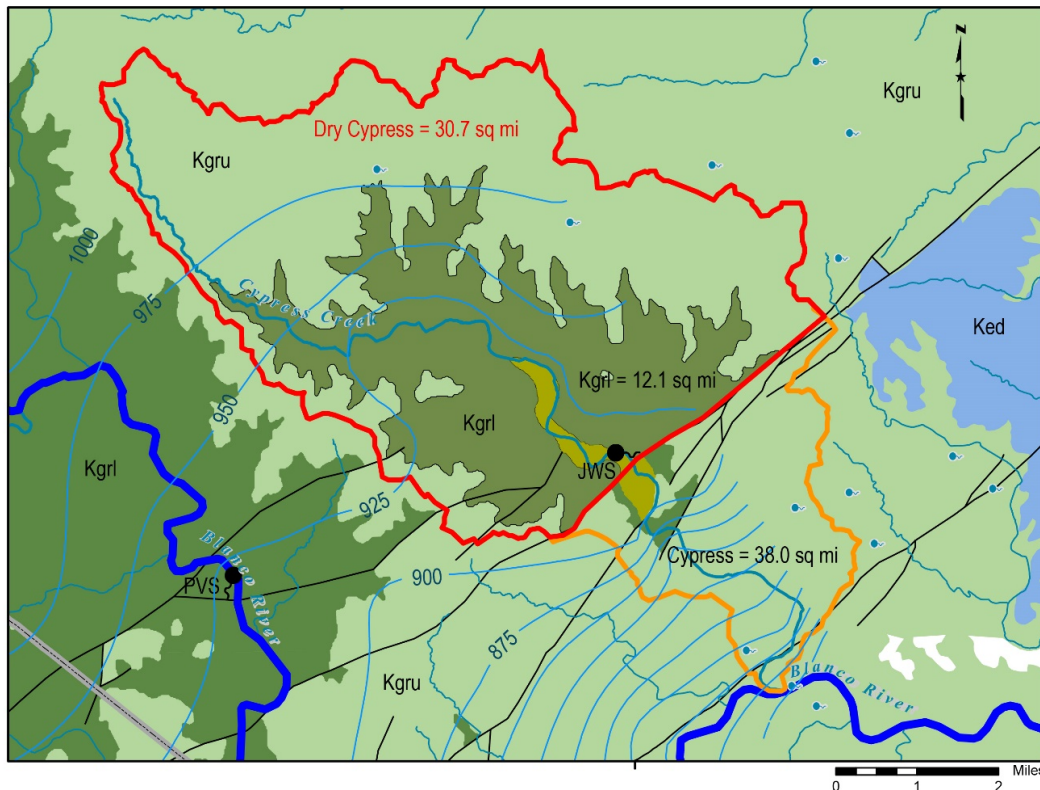 Z
Kgru
Dry Cypress = 30.7 sq mi
Kgru
1000
975
Cypress Creek
Ked
Kgrl = 12.1 sq mi
950
Kgrl
Kgrl
JWS
925
Blanco River
PVS
900
Cypress = 38.0 sq mi
875
Kgru
Blanco River
Miles
0 1 2